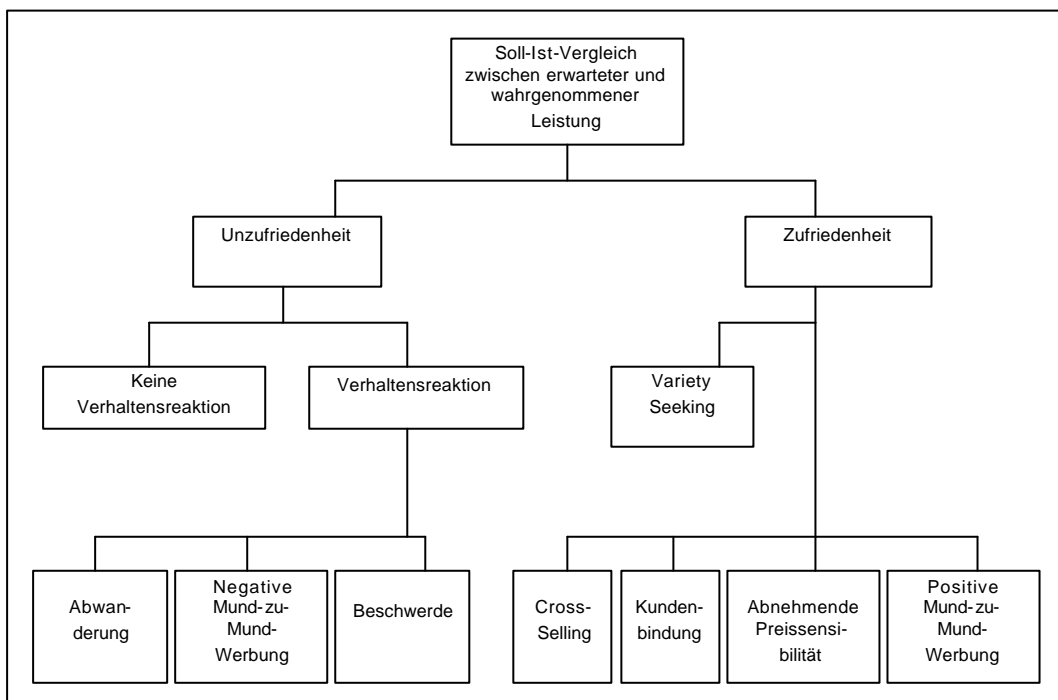 Soll-Ist-Vergleich
zwischen erwarteter und
wahrgenommener
Leistung
Unzufriedenheit
Zufriedenheit
Keine
Verhaltensreaktion
Verhaltensreaktion
Variety
Seeking
Abwan-
derung
Negative
Mund-zu-
Mund-
Werbung
Beschwerde
Cross-
Selling
Kunden-
bindung
Abnehmende
Preissensi-
bilität
Positive
Mund-zu-
Mund-
Werbung